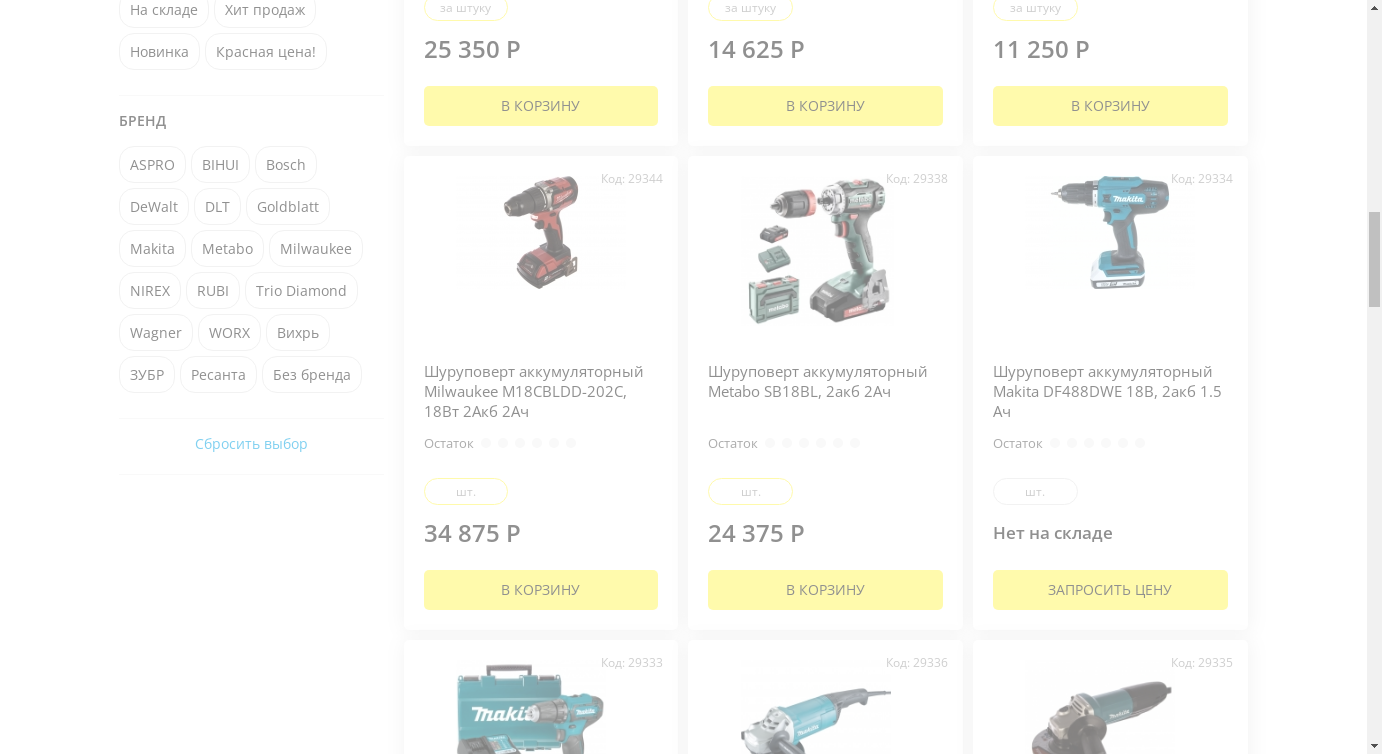 На складе
Хит продаж
Новинка
Красная цена!
БРЕНД
ASPRO
BIHUI
Bosch
DeWalt
DLT
Goldblatt
Makita
Metabo
Milwaukee
NIREX
RUBI
Trio Diamond
Wagner
WORX
Вихрь
ЗУБР
Ресанта
Без бренда
Сбросить выбор
за штуку
25 350 Р
В КОРЗИНУ
за штуку
14 625 Р
В КОРЗИНУ
за штуку
11 250 Р
В КОРЗИНУ
Код: 29344
Шуруповерт аккумуляторный
Milwaukee M18CBLDD-202C,
18Вт 2Акб 2Ач
Остаток
шт.
34 875 Р
В КОРЗИНУ
Код: 29338
metabo
Шуруповерт аккумуляторный
Metabo SB18BL, 2акб 2Ач
Остаток
шт.
24 375 Р
В КОРЗИНУ
Код: 29334
makita
Шуруповерт аккумуляторный
Makita DF488DWE 18В, 2акб 1.5
Ач
Остаток
шт.
Нет на складе
ЗАПРОСИТЬ ЦЕНУ
Код: 29333
makita
makita
Код: 29336
makita
Код: 29335
makita